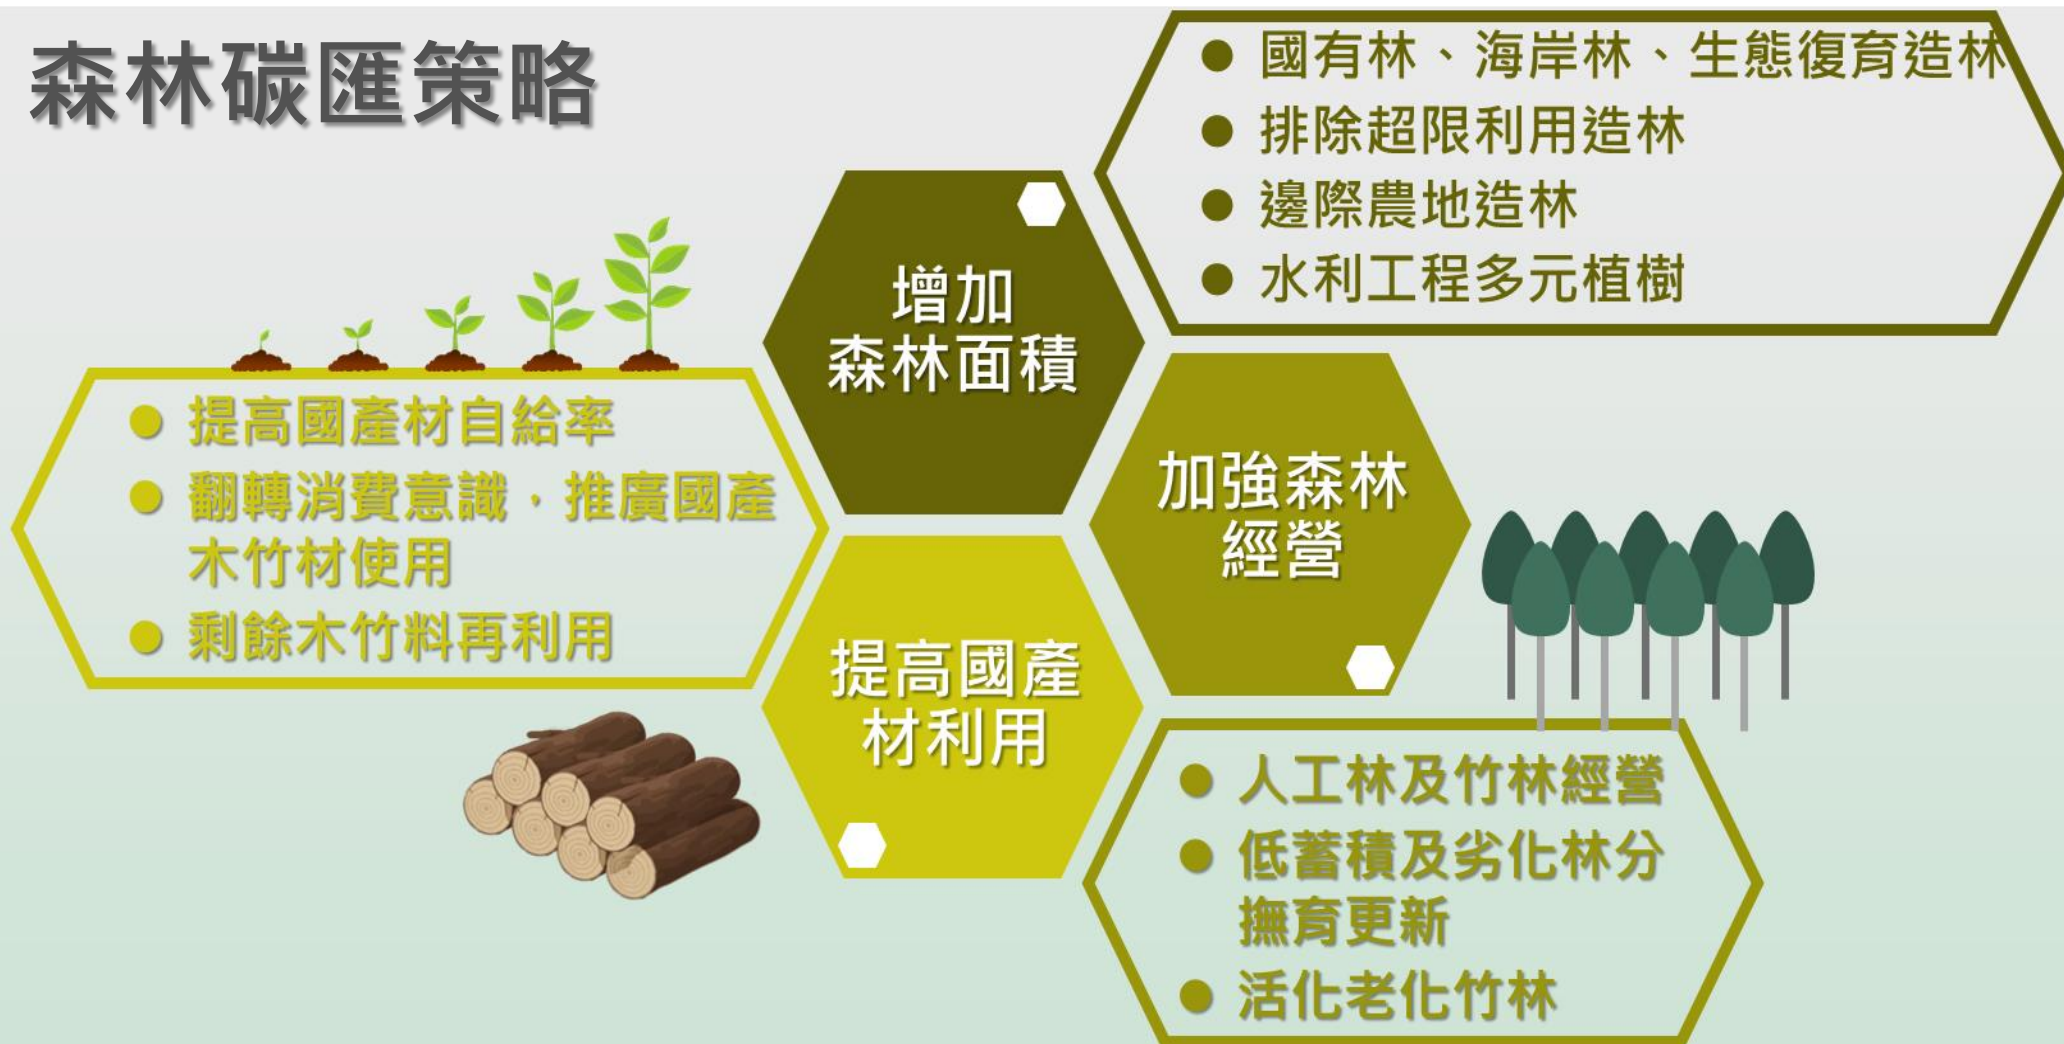 森林碳匯策略
增加
森林面積
● 國有林、海岸林、生態復育造林
● 排除超限利用造林
● 邊際農地造林
● 水利工程多元植樹
加強森林
經營
● 人工林及竹林經營
● 低蓄積及劣化林分
撫育更新
● 活化老化竹林
提高國產
材利用
● 提高國產材自給率
● 翻轉消費意識，推廣國產
木竹材使用
● 剩餘木竹料再利用